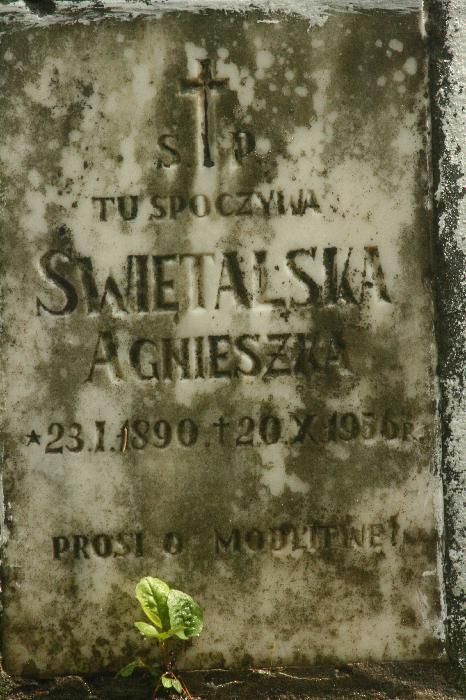 S. P.
TU SPOCZYWA
ŚWIĘTALSKA
AGNIESZKA
*23.I.1890.†20.X.1956R.
PROSI O MODLITWĘ!